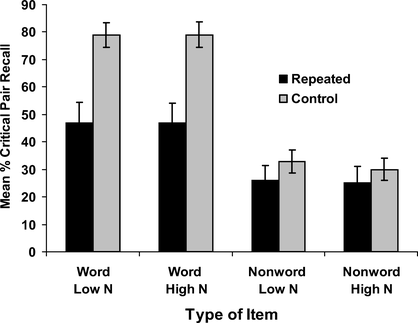 90
80
70
60
50
40
30
20
10
0
Mean % Critical Pair Recall
Repeated
Control
Word Low N
Word High N
Nonword Low N
Nonword High N
Type of Item